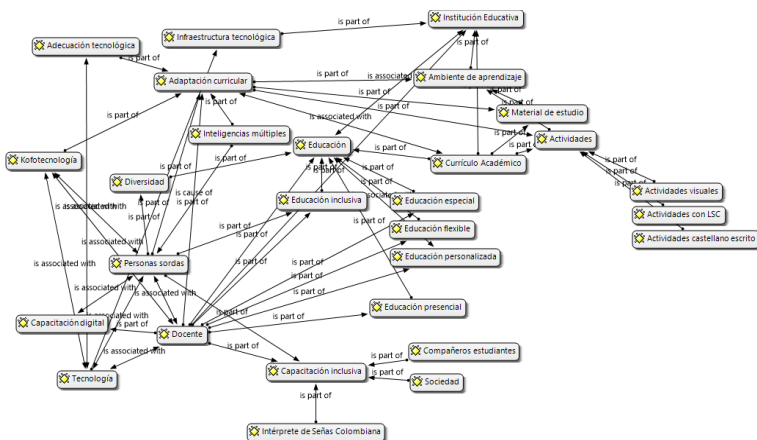 Institución Educativa
is part of
Infraestructura tecnológica
Adecuación tecnológica
is part of
is part of
is part of
Adaptación curricular
is part of
is associated
Ambiente de aprendizaje
is part of
Material de estudio
is part of
is part of
is associated with
Inteligencias múltiples
Educación
Actividades
is part of
Kofotecnología
is part of
Currículo Académico
is part of
Diversidad
is part of
is part of
is cause of
is part of
is part of
Actividades visuales
Educación inclusiva
Educación especial
is part of
is associated with
Actividades con LSC
is part of
Educación flexible
is part of
Actividades castellano escrito
is associated with
is part of
Educación personalizada
Personas sordas
is part of
is associated with
is associated with
is part of
Educación presencial
Capacitación digital
is part of
Docente
is part of
is associated with
is part of
Compañeros estudiantes
is part of
Tecnología
Capacitación inclusiva
is part of
Sociedad
is part of
Intérprete de Señas Colombiana